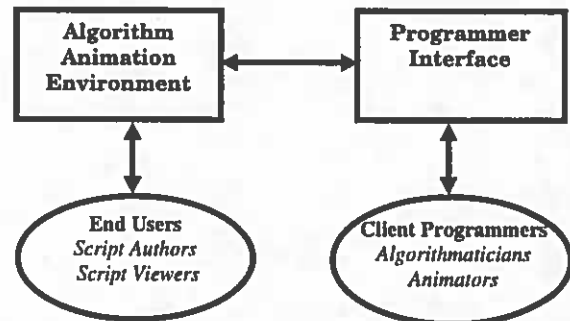 Algorithm
Animation
Environment
Programmer
Interface
End Users
Script Authors
Script Viewers
Client Programmers
Algorithmaticians
Animators